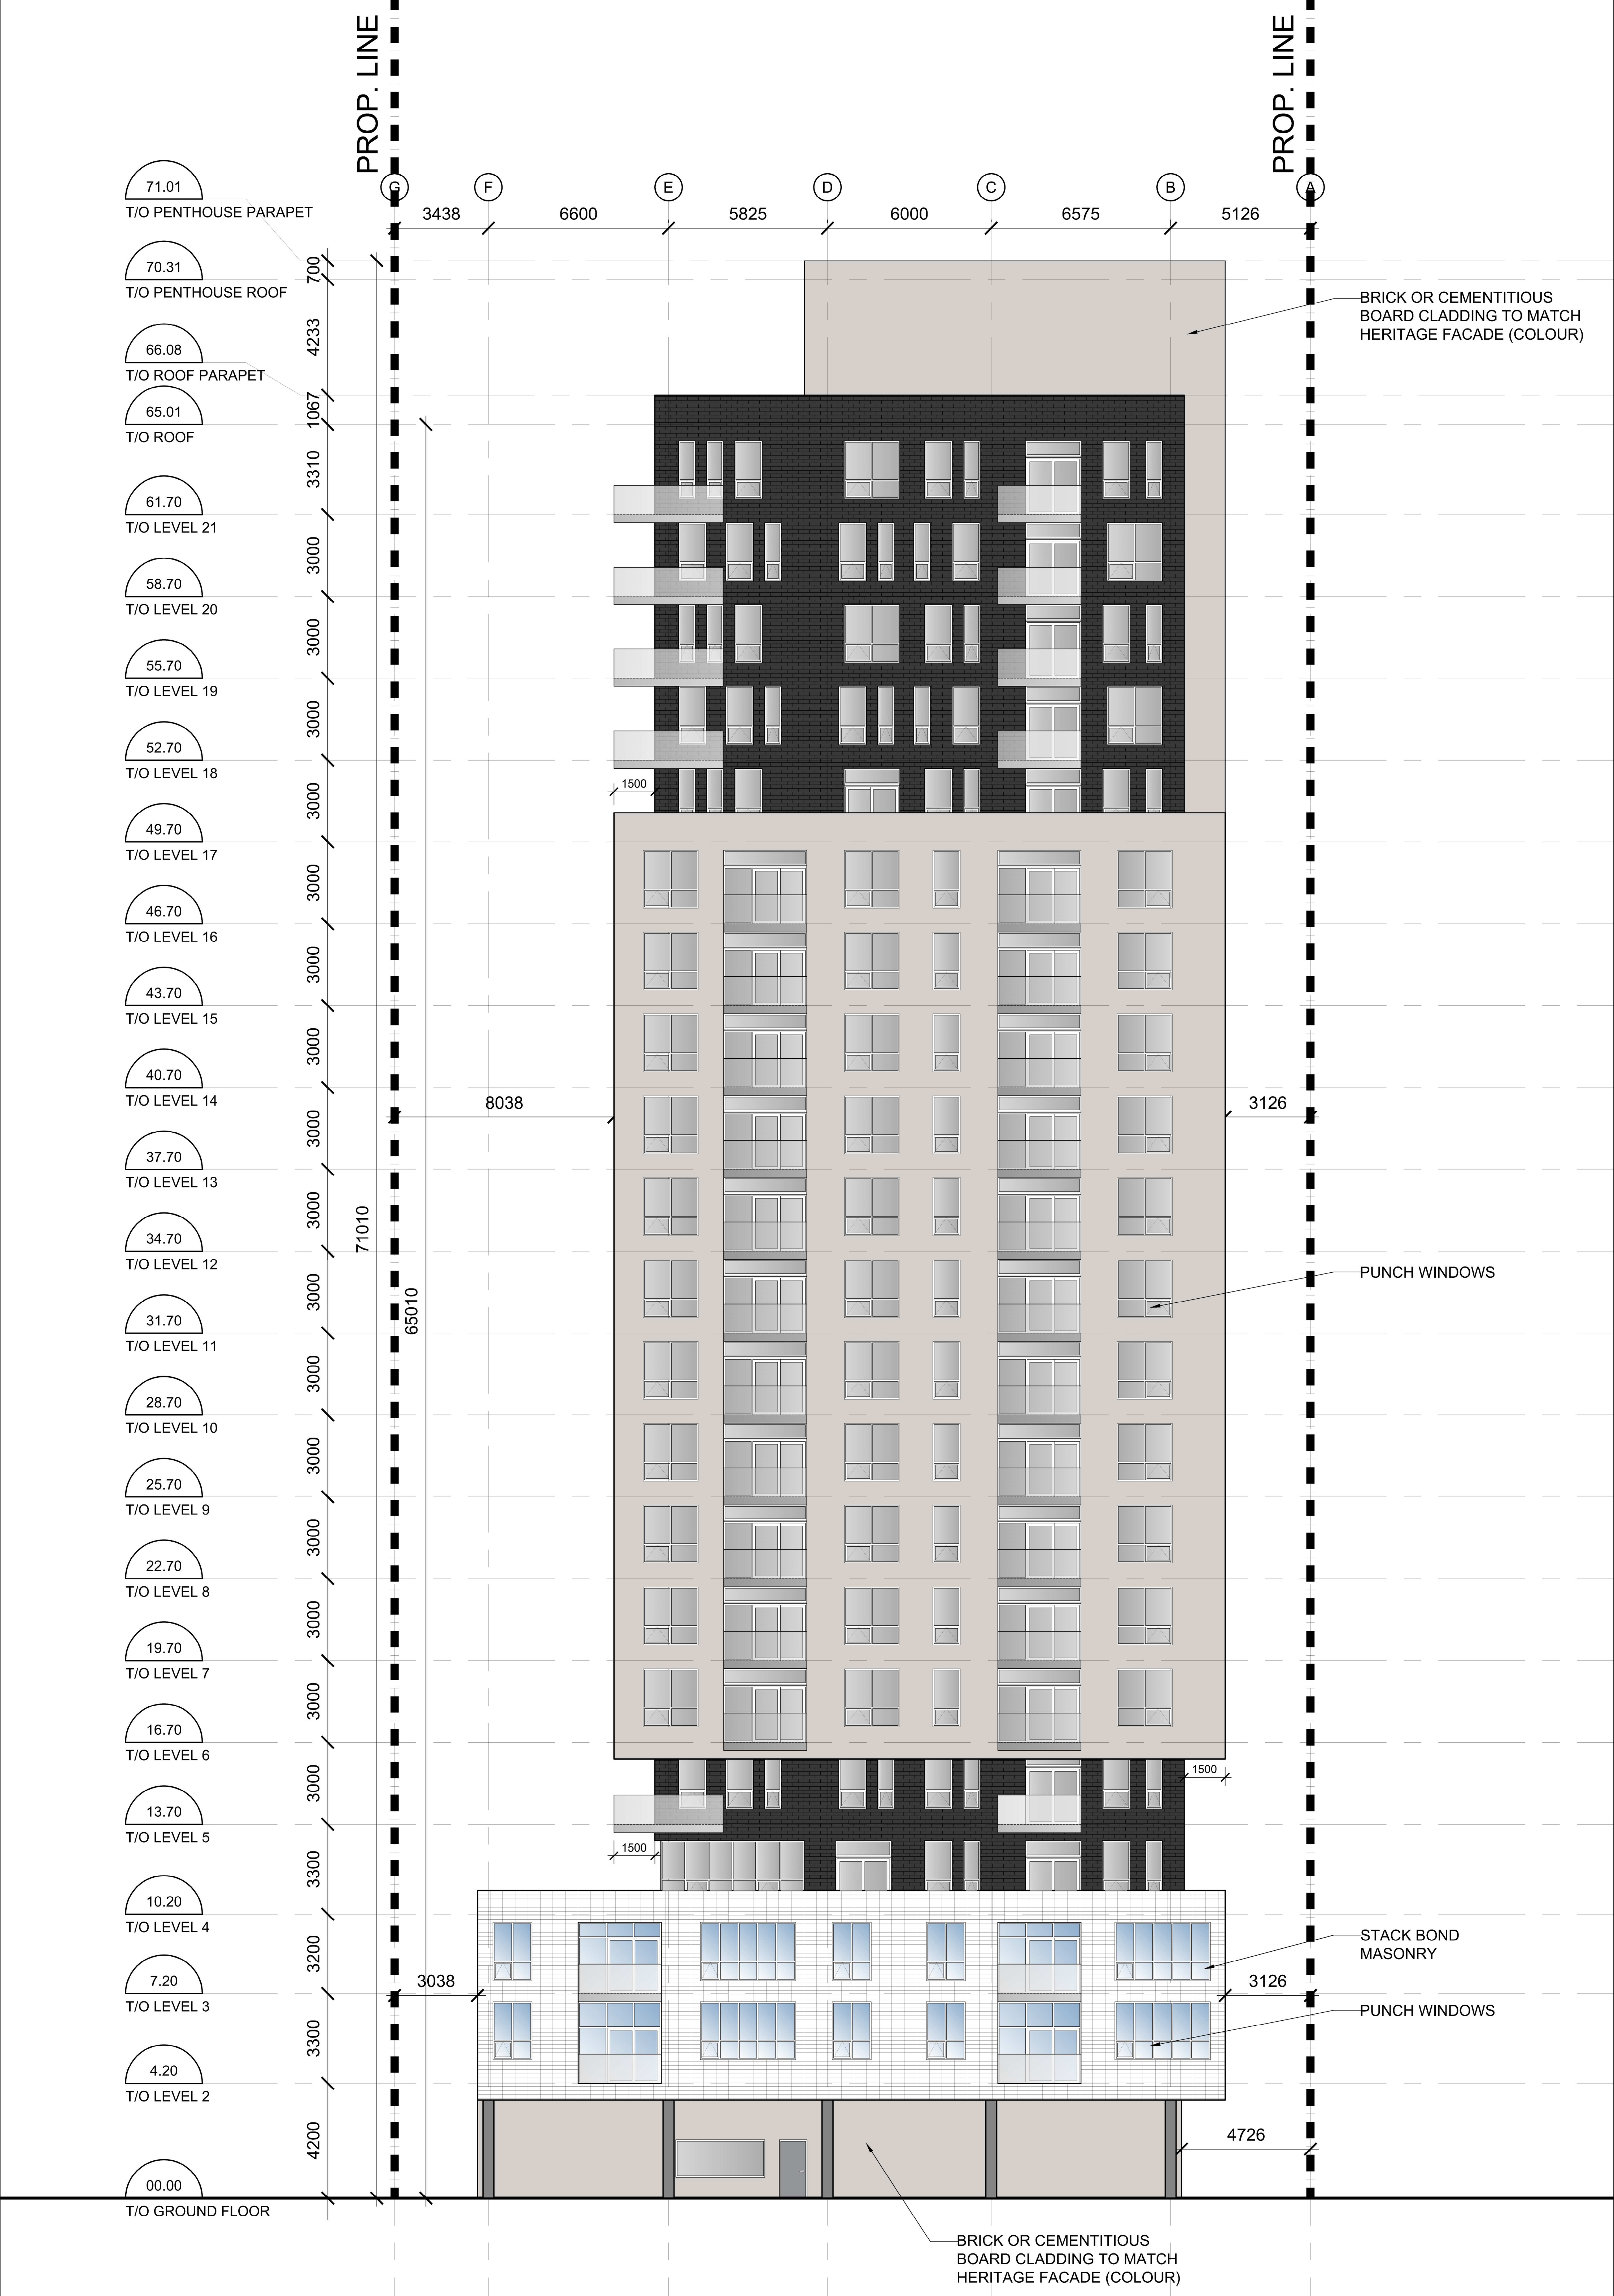 PROP. LINE
PROP. LINE
G
F
E
D
C
B
A
3438
6600
5825
6000
6575
5126
71.01
T/O PENTHOUSE PARAPET
700
70.31
T/O PENTHOUSE ROOF
4233
BRICK OR CEMENTITIOUS
BOARD CLADDING TO MATCH
HERITAGE FACADE (COLOUR)
66.08
T/O ROOF PARAPET
1067
65.01
T/O ROOF
3310
61.70
T/O LEVEL 21
3000
58.70
T/O LEVEL 20
3000
55.70
T/O LEVEL 19
3000
52.70
T/O LEVEL 18
1500
3000
49.70
T/O LEVEL 17
3000
46.70
T/O LEVEL 16
3000
43.70
T/O LEVEL 15
3000
40.70
T/O LEVEL 14
8038
3126
3000
37.70
T/O LEVEL 13
3000
71010
34.70
T/O LEVEL 12
PUNCH WINDOWS
3000
65010
31.70
T/O LEVEL 11
3000
28.70
T/O LEVEL 10
3000
25.70
T/O LEVEL 9
3000
22.70
T/O LEVEL 8
3000
19.70
T/O LEVEL 7
3000
16.70
T/O LEVEL 6
1500
3000
13.70
T/O LEVEL 5
1500
3300
10.20
T/O LEVEL 4
STACK BOND
MASONRY
3200
7.20
T/O LEVEL 3
3038
3126
PUNCH WINDOWS
3300
4.20
T/O LEVEL 2
4200
4726
00.00
T/O GROUND FLOOR
BRICK OR CEMENTITIOUS
BOARD CLADDING TO MATCH
HERITAGE FACADE (COLOUR)